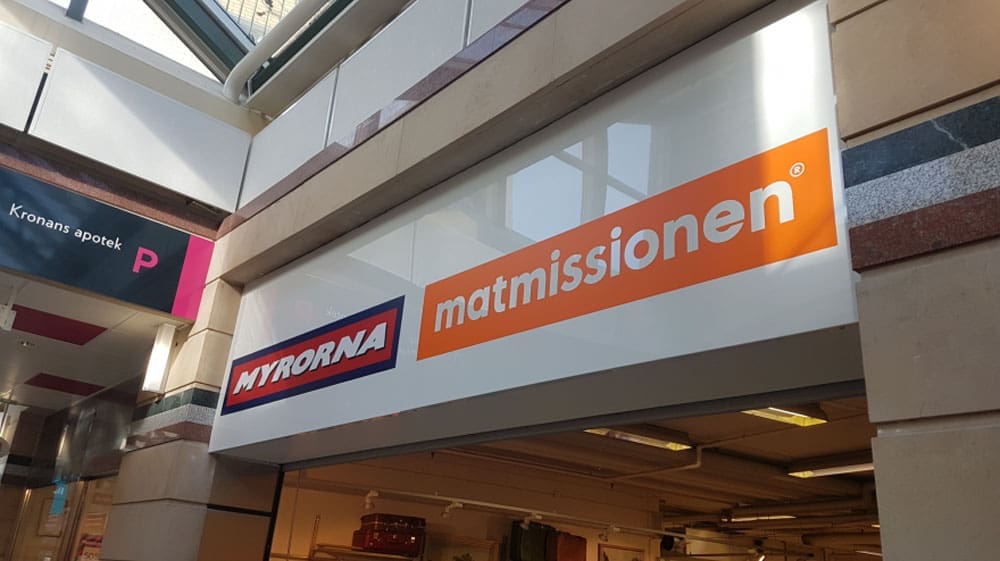 Kronans apotek
P
MYRORNA
matmissionen®